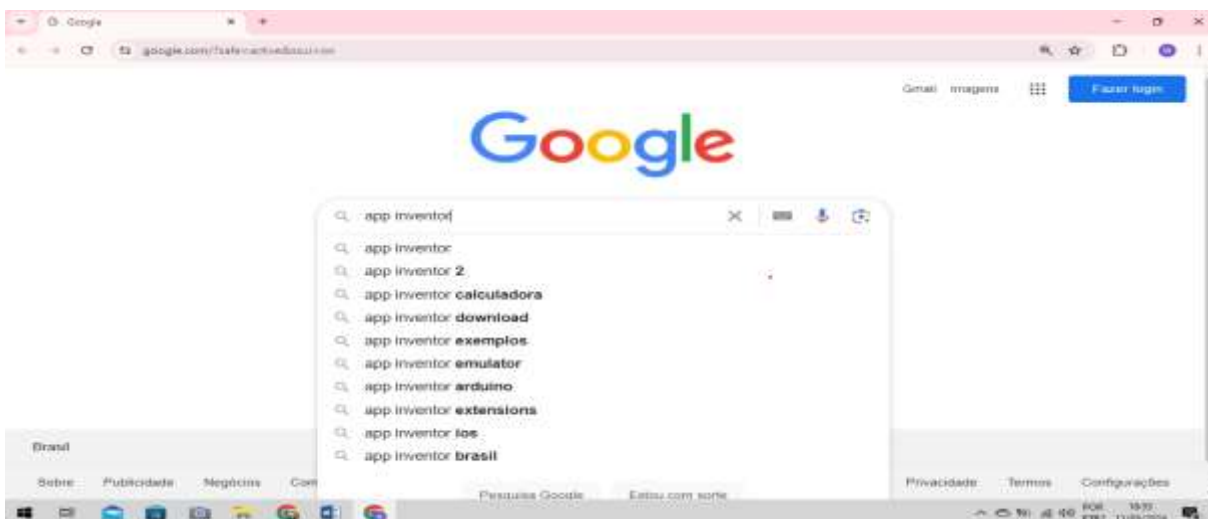 Google
Gmail Imagens
Fazer login
Google
app inventor
app inventor
app inventor 2
app inventor calculadora
app inventor download
app inventor exemplos
app inventor emulator
app inventor arduino
app inventor extensions
app inventor ios
app inventor brasil
Brasil
Sobre Publicidade Negócios
Pesquisa Google Estou com sorte
Privacidade Termos Configurações
POR